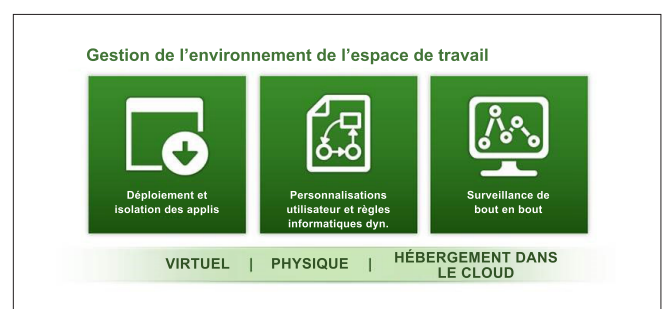 Gestion de l’environnement de l’espace de travail
Déploiement et
isolation des applis
Personnalisations
utilisateur et règles
informatiques dyn.
Surveillance de
bout en bout
VIRTUEL | PHYSIQUE | HÉBERGEMENT DANS
LE CLOUD